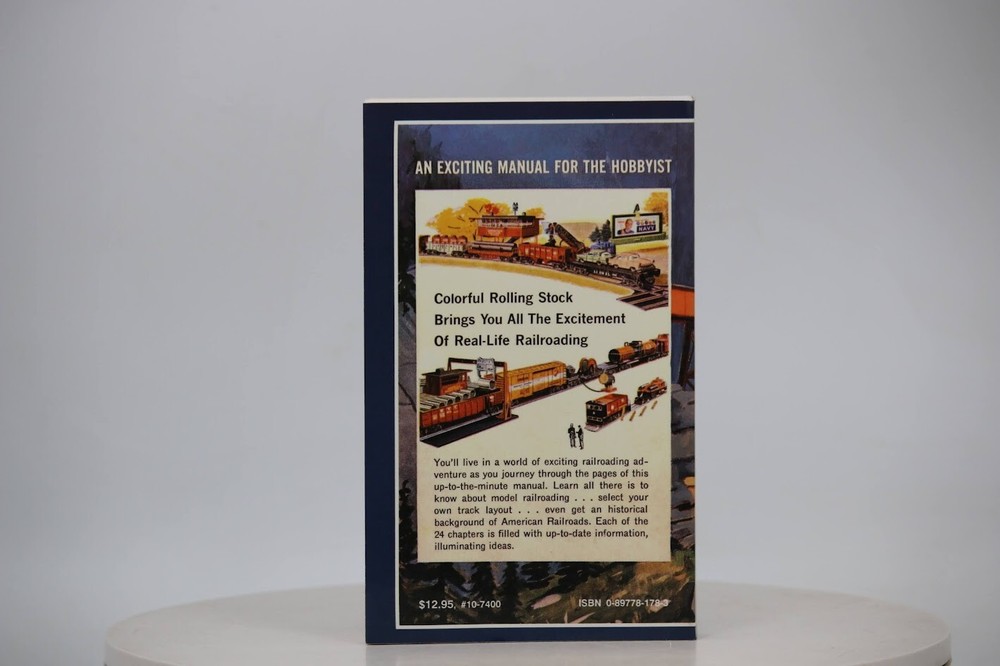 AN EXCITING MANUAL FOR THE HOBBYIST
NAVY
Colorful Rolling Stock
Brings You All The Excitement
Of Real-Life Railroading
You'll live in a world of exciting railroading ad-
venture as you journey through the pages of this
up-to-the-minute manual. Learn all there is to
know about model railroading . . . select your
own track layout . . . even get an historical
background of American Railroads. Each of the
24 chapters is filled with up-to-date information,
illuminating ideas.
$12.95, #10-7400
ISBN 0-89778-178-3